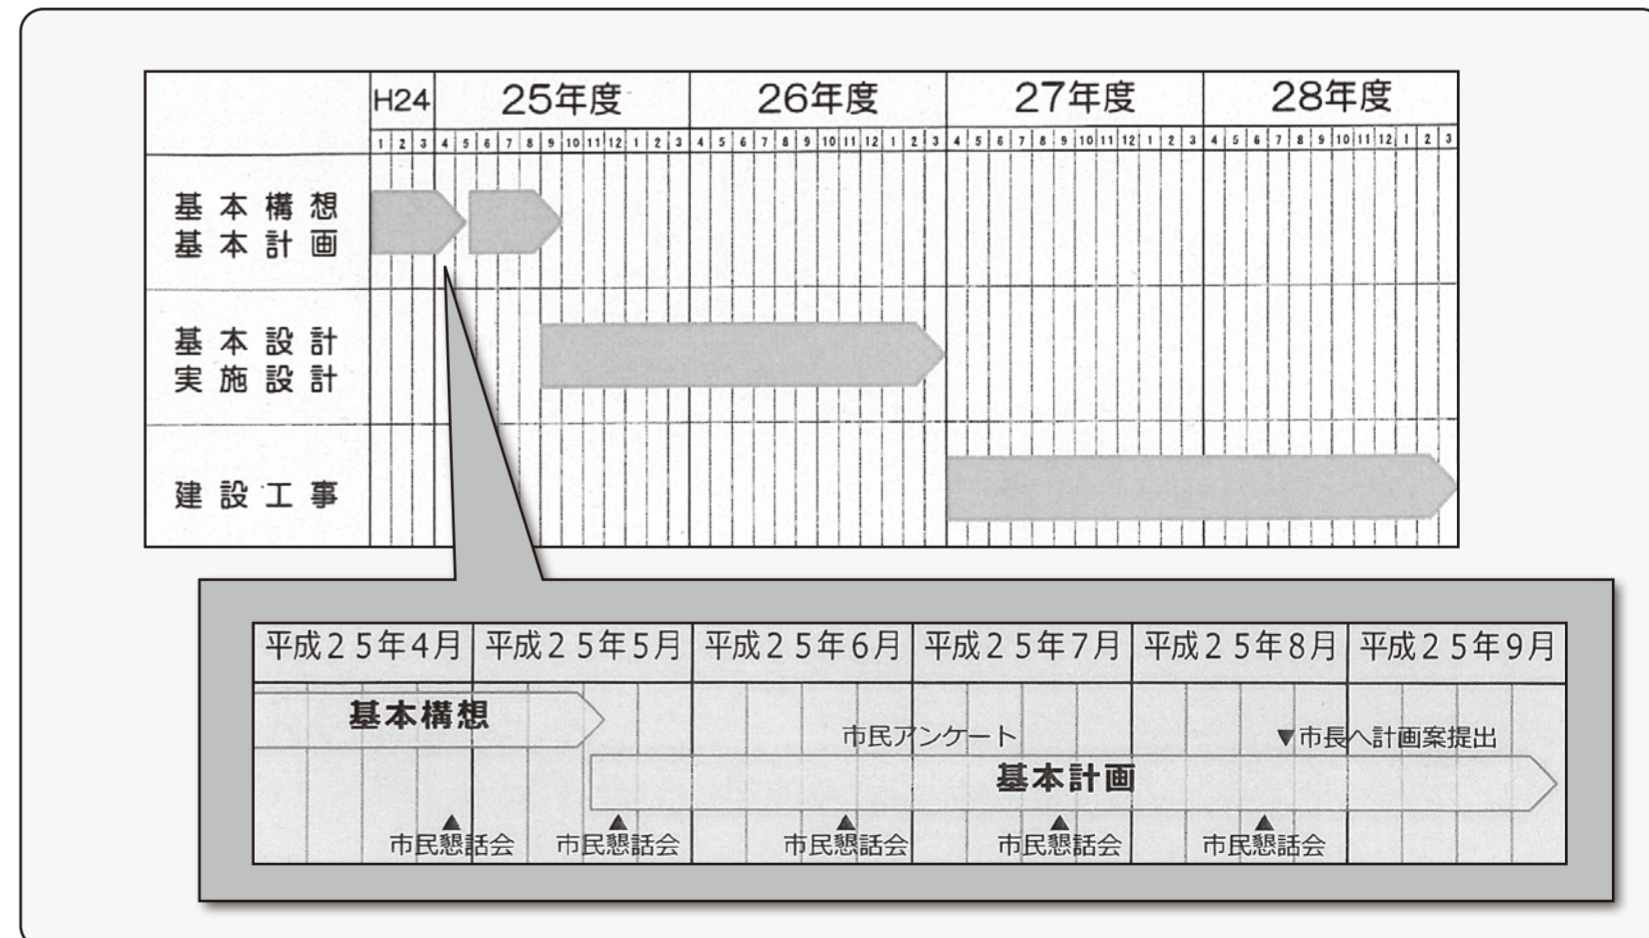 H24 25年度 26年度 27年度 28年度
1 2 3 4 5 6 7 8 9 10 11 12 1 2 3 4 5 6 7 8 9 10 11 12 1 2 3 4 5 6 7 8 9 10 11 12 1 2 3 4 5 6 7 8 9 10 11 12 1 2 3
基本構想
基本計画
基本設計
実施設計
建設工事
平成25年4月 平成25年5月 平成25年6月 平成25年7月 平成25年8月 平成25年9月
基本構想
市民アンケート ▼市長へ計画案提出
基本計画
▲ ▲ ▲ ▲ ▲
市民懇話会 市民懇話会 市民懇話会 市民懇話会 市民懇話会